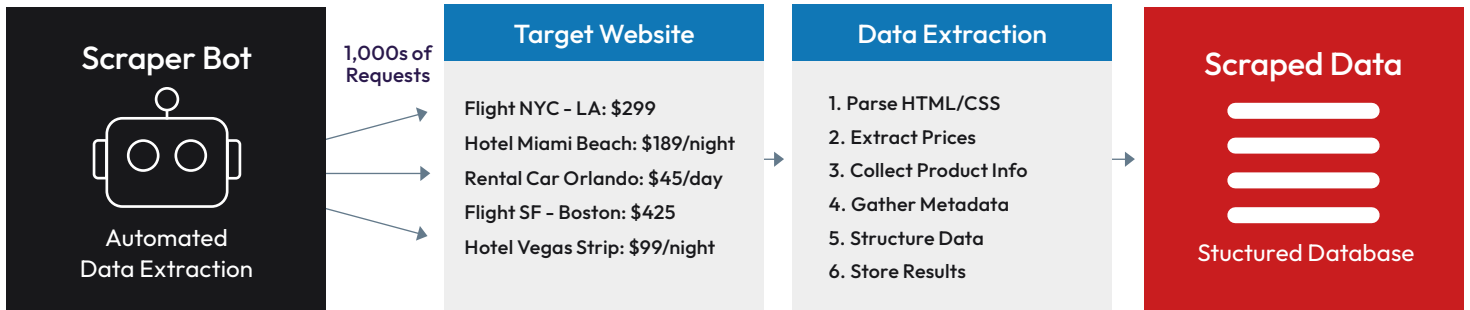 Scraper Bot
Automated
Data Extraction
1,000s of
Requests
Target Website
Flight NYC - LA: $299
Hotel Miami Beach: $189/night
Rental Car Orlando: $45/day
Flight SF - Boston: $425
Hotel Vegas Strip: $99/night
Data Extraction
1. Parse HTML/CSS
2. Extract Prices
3. Collect Product Info
4. Gather Metadata
5. Structure Data
6. Store Results
Scraped Data
Stuctured Database